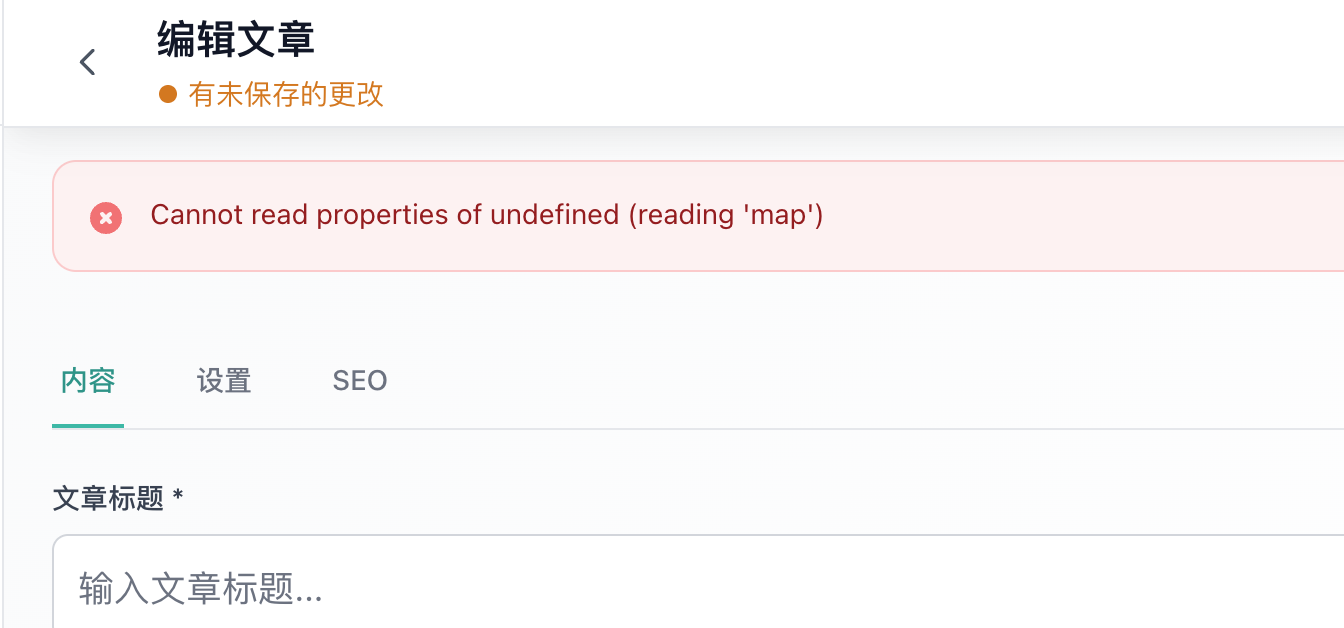 编辑文章
有未保存的更改
Cannot read properties of undefined (reading 'map')
内容 设置 SEO
文章标题 *
输入文章标题...